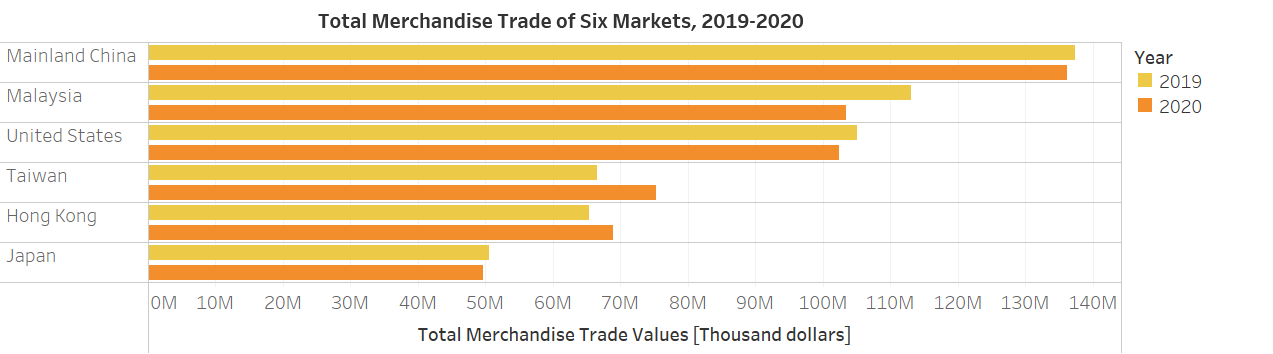 Total Merchandise Trade of Six Markets, 2019-2020
Mainland China
Malaysia
United States
Taiwan
Hong Kong
Japan
0M 10M 20M 30M 40M 50M 60M 70M 80M 90M 100M 110M 120M 130M 140M
Total Merchandise Trade Values [Thousand dollars]
Year
2019
2020